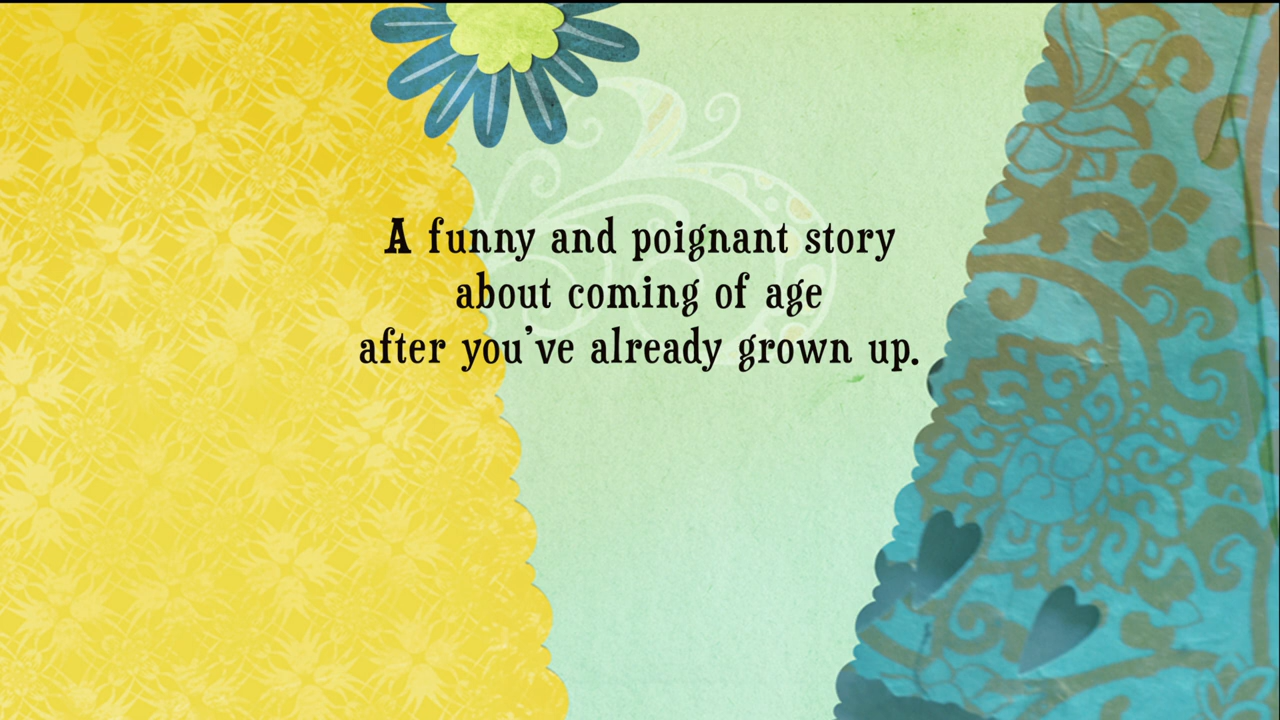 A funny and poignant story
about coming of age
after you've already grown up.